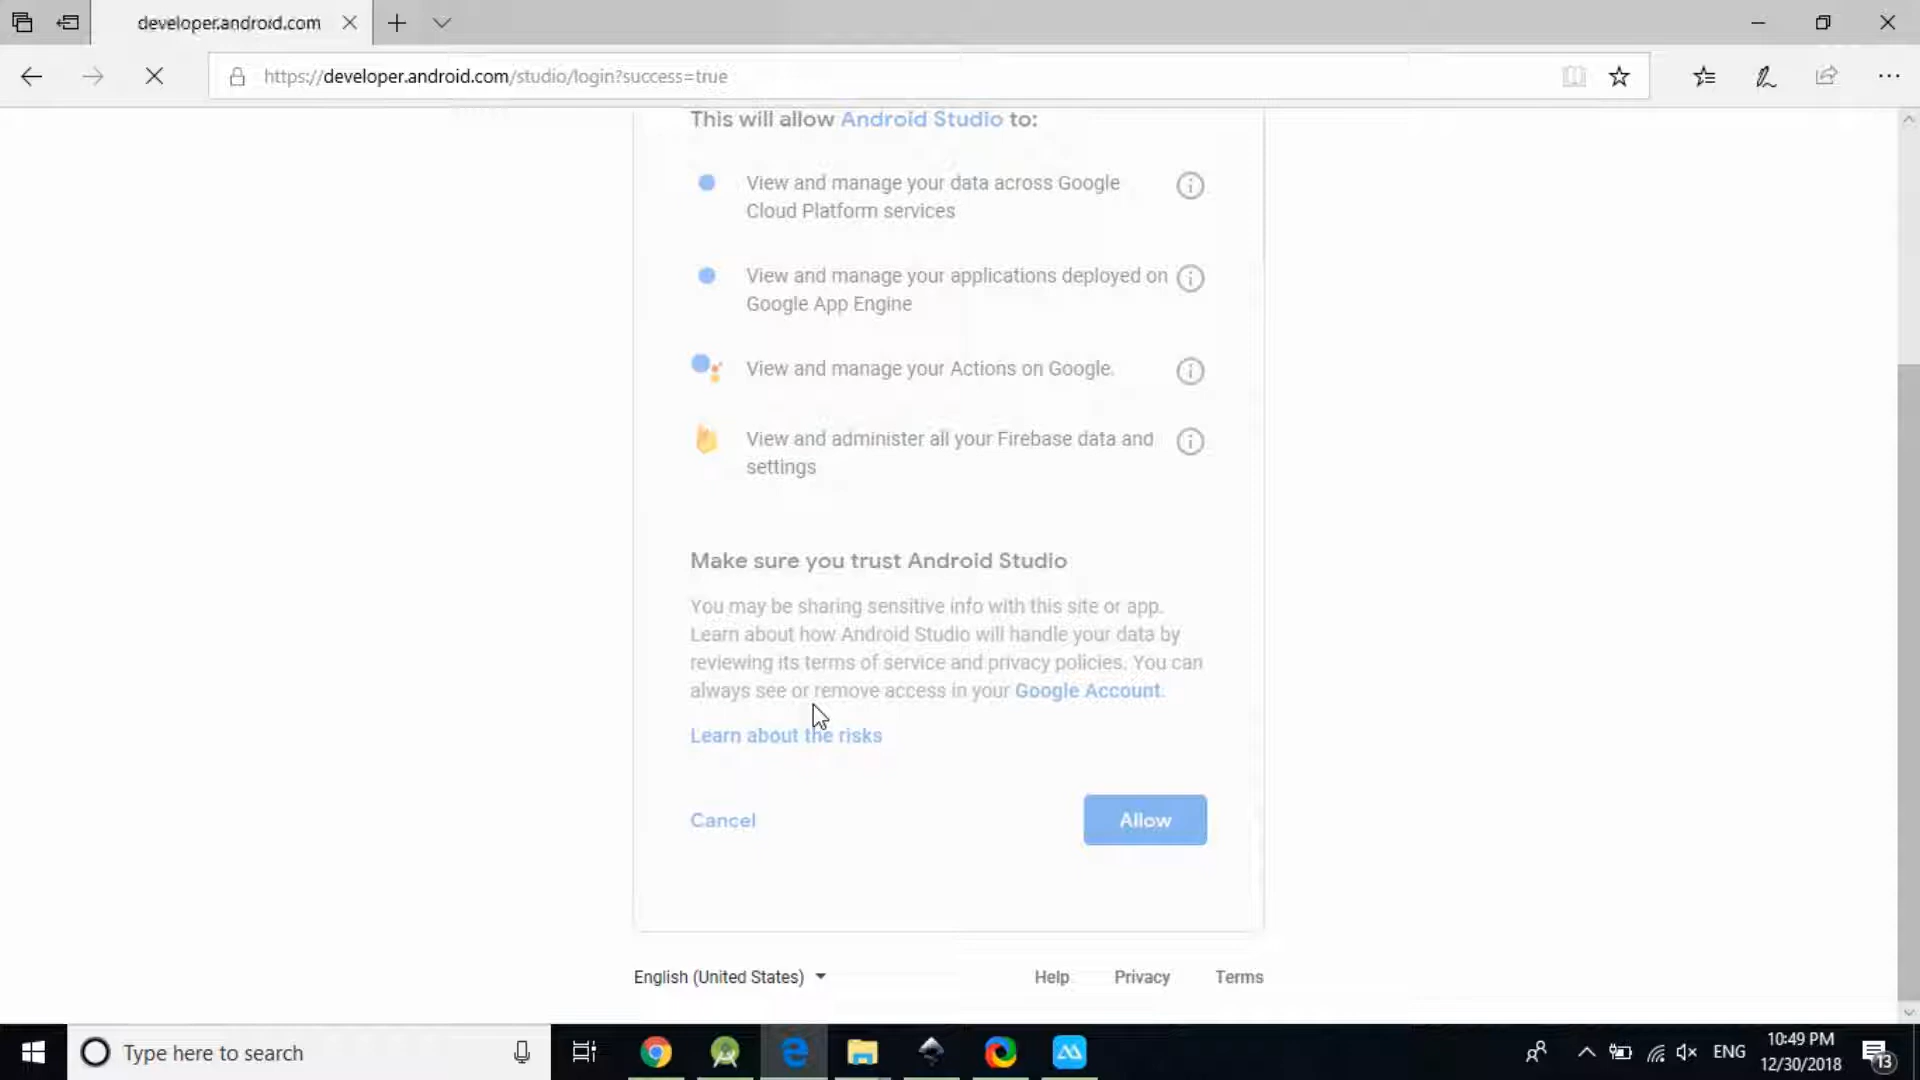 developer.android.com
https://developer.android.com/studio/login?success=true
This will allow Android Studio to:
View and manage your data across Google
Cloud Platform services
View and manage your applications deployed on
Google App Engine
View and manage your Actions on Google.
View and administer all your Firebase data and
settings
Make sure you trust Android Studio
You may be sharing sensitive info with this site or app.
Learn about how Android Studio will handle your data by
reviewing its terms of service and privacy policies. You can
always see or remove access in your Google Account.
Learn about the risks
Cancel
Allow
English (United States)
Help
Privacy
Terms
Type here to search
ENG
10:49 PM
12/30/2018
13